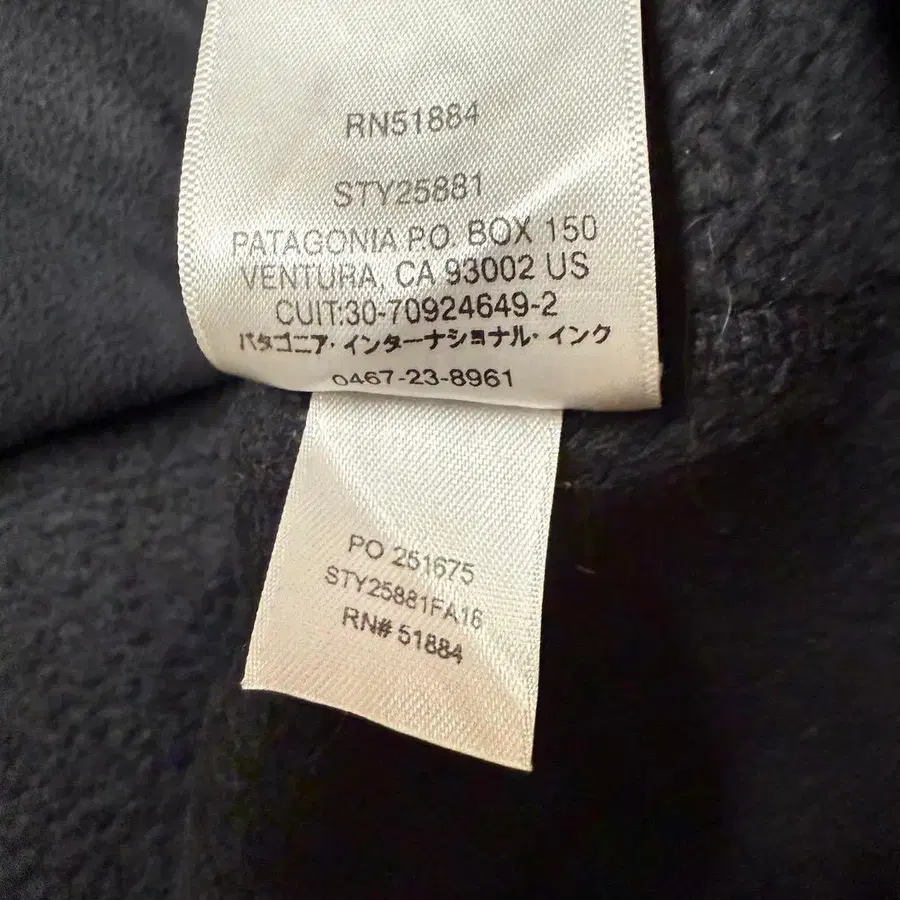 RN51884
STY25881
PATAGONIA P.O. BOX 150
VENTURA, CA 93002 US
CUIT:30-70924649-2
パタゴニア・インターナショナル・インク
0467-23-8961
PO 251675
STY25881FA16
RN# 51884